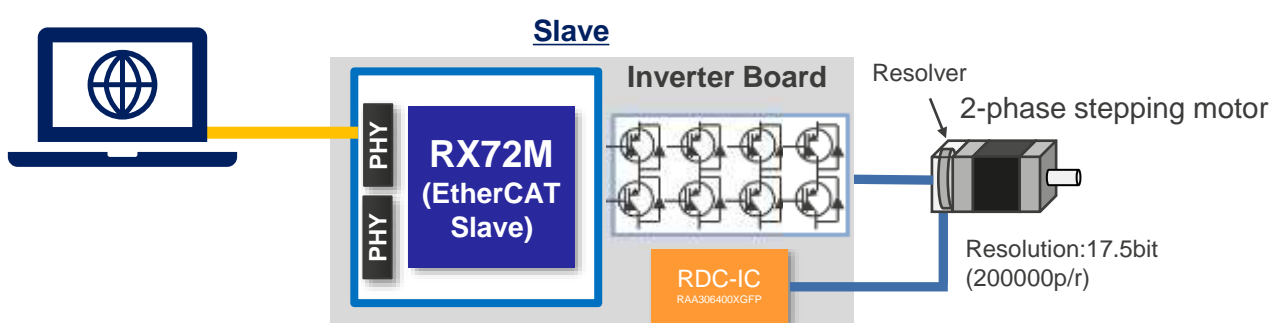 Slave
Inverter Board
Resolver
2-phase stepping motor
PHY
PHY
RX72M
(EtherCAT
Slave)
RDC-IC
RAA306400XGFP
Resolution:17.5bit
(200000p/r)